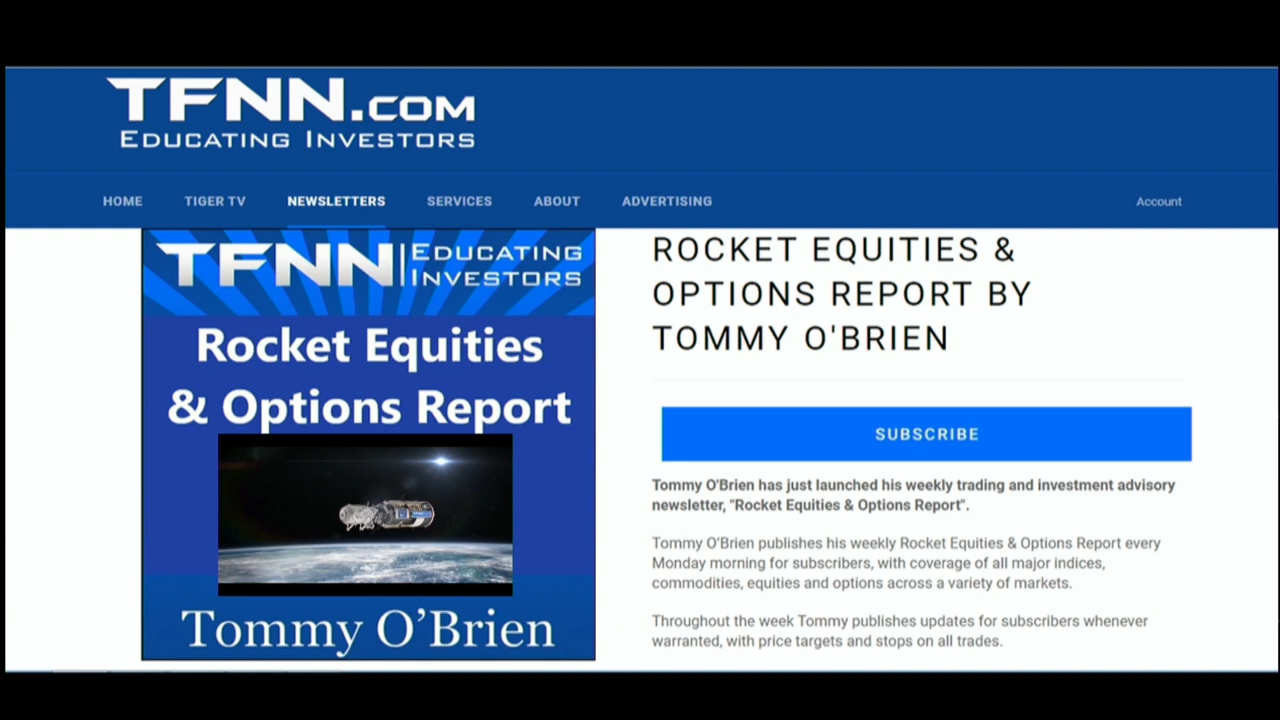 TFNN.COM
EDUCATING INVESTORS
HOME TIGER TV NEWSLETTERS SERVICES ABOUT ADVERTISING Account
TFNN EDUCATING
INVESTORS
Rocket Equities
& Options Report
Tommy O’Brien
ROCKET EQUITIES &
OPTIONS REPORT BY
TOMMY O'BRIEN
SUBSCRIBE
Tommy O'Brien has just launched his weekly trading and investment advisory
newsletter, "Rocket Equities & Options Report".
Tommy O'Brien publishes his weekly Rocket Equities & Options Report every
Monday morning for subscribers, with coverage of all major indices,
commodities, equities and options across a variety of markets.
Throughout the week Tommy publishes updates for subscribers whenever
warranted, with price targets and stops on all trades.